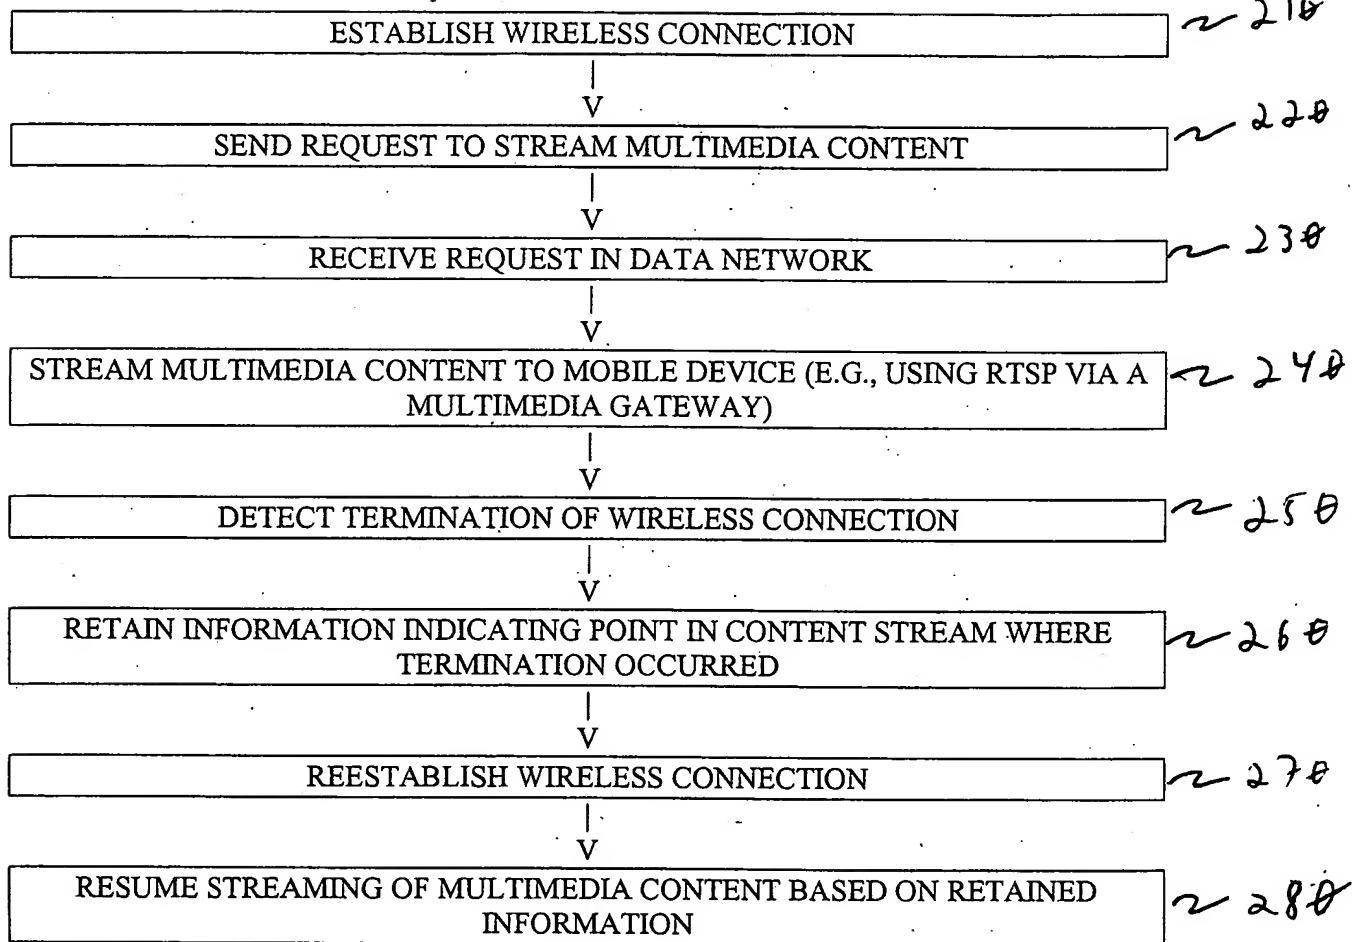 ESTABLISH WIRELESS CONNECTION
210
SEND REQUEST TO STREAM MULTIMEDIA CONTENT
220
RECEIVE REQUEST IN DATA NETWORK
230
STREAM MULTIMEDIA CONTENT TO MOBILE DEVICE (E.G., USING RTSP VIA A
MULTIMEDIA GATEWAY)
240
DETECT TERMINATION OF WIRELESS CONNECTION
250
RETAIN INFORMATION INDICATING POINT IN CONTENT STREAM WHERE
TERMINATION OCCURRED
260
REESTABLISH WIRELESS CONNECTION
270
RESUME STREAMING OF MULTIMEDIA CONTENT BASED ON RETAINED
INFORMATION
280